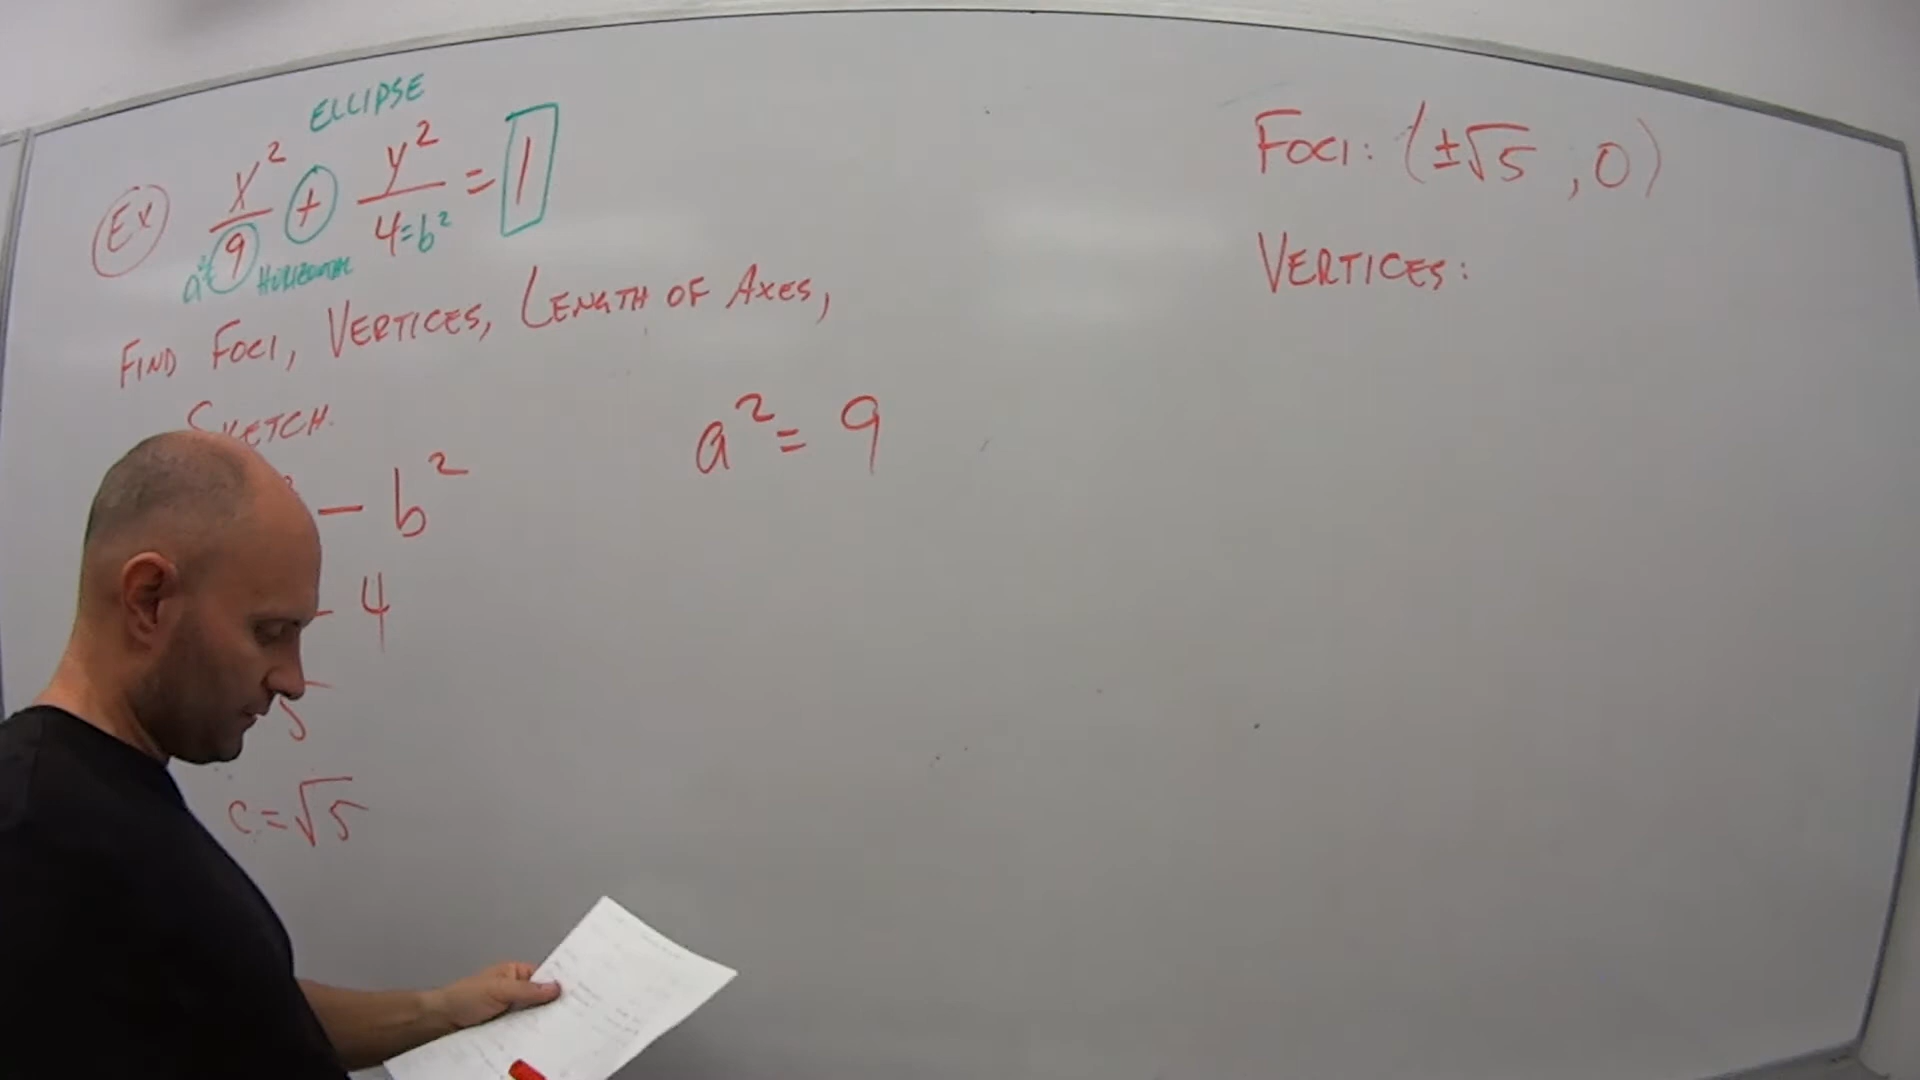 ELLIPSE
Ex x²/9 + y²/4=b² = 1
a²= HORIZONTAL
FIND FOCI, VERTICES, LENGTH OF AXES,
SKETCH.
- b²
- 4
5
c=√5
a² = 9
FOCI: (±√5, 0)
VERTICES: